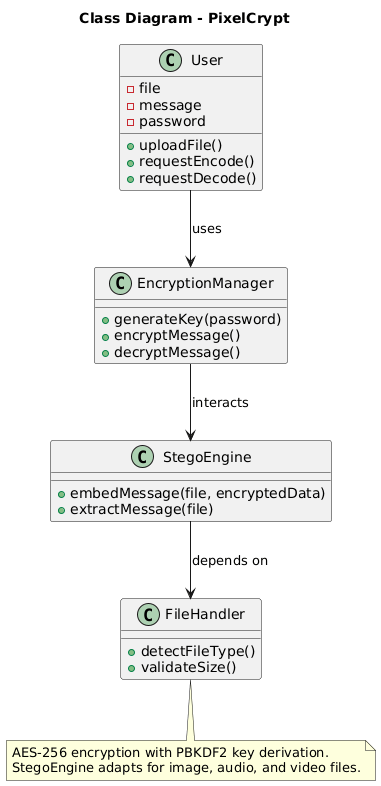 Class Diagram - PixelCrypt
C User
file
message
password
uploadFile()
requestEncode()
requestDecode()
uses
C EncryptionManager
generateKey(password)
encryptMessage()
decryptMessage()
interacts
C StegoEngine
embedMessage(file, encryptedData)
extractMessage(file)
depends on
C FileHandler
detectFileType()
validateSize()
AES-256 encryption with PBKDF2 key derivation.
StegoEngine adapts for image, audio, and video files.